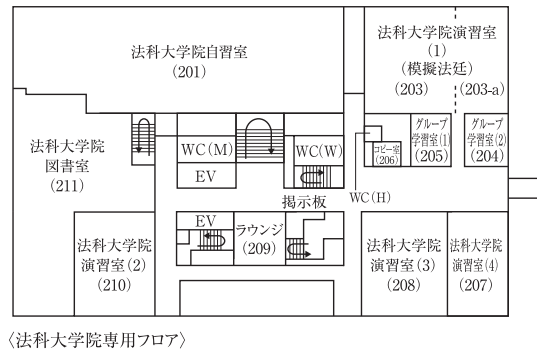 法科大学院自習室
(201)
法科大学院演習室
(1)
(模擬法廷)
(203)
(203-a)
法科大学院
図書室
(211)
WC(M)
EV
WC(W)
グループ
学習室(1)
(205)
グループ
学習室(2)
(204)
コピー室
(206)
WC(H)
掲示板
EV
ラウンジ
(209)
法科大学院
演習室(2)
(210)
法科大学院
演習室(3)
(208)
法科大学院
演習室(4)
(207)
〈法科大学院専用フロア〉